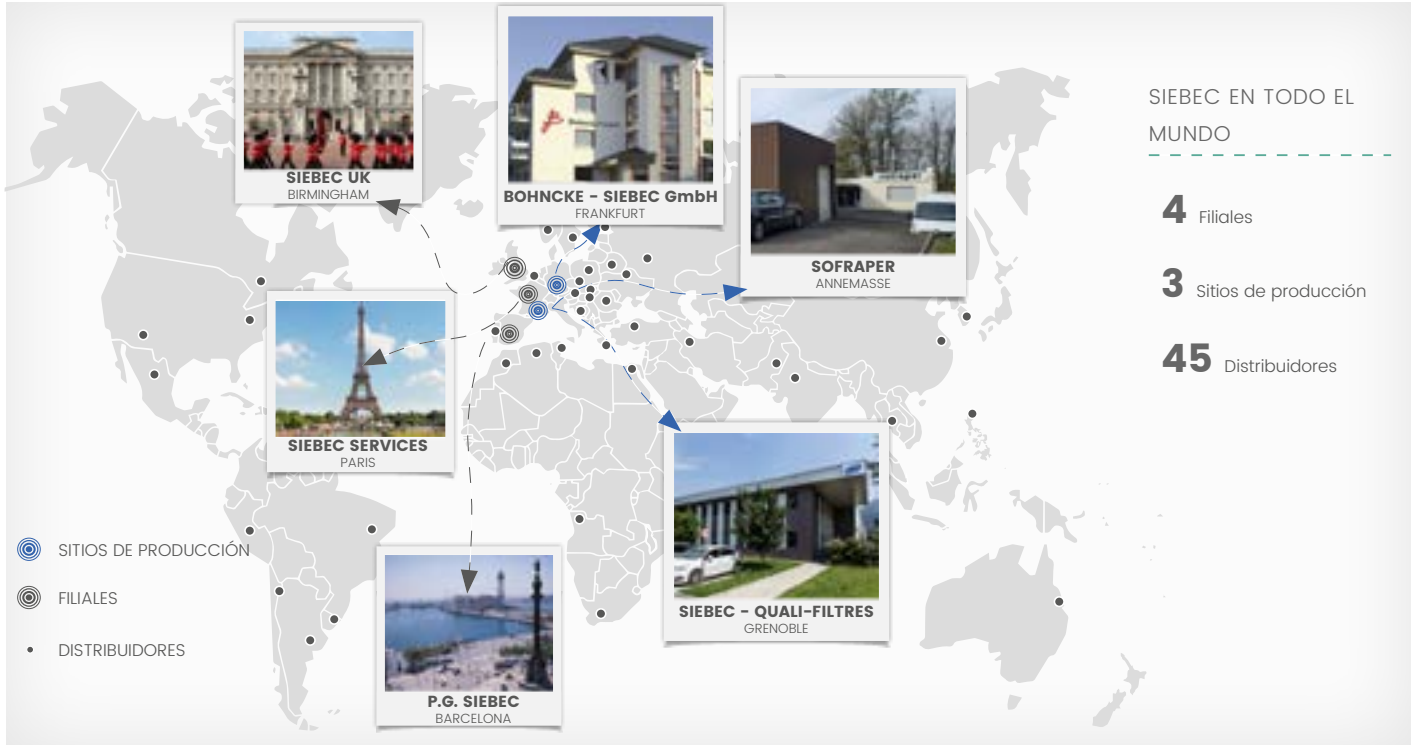 SIEBEC UK
BIRMINGHAM
BOHNCKE - SIEBEC GmbH
FRANKFURT
SOFRAPER
ANNEMASSE
SIEBEC SERVICES
PARIS
SIEBEC - QUALI-FILTRES
GRENOBLE
P.G. SIEBEC
BARCELONA
SITIOS DE PRODUCCIÓN
FILIALES
DISTRIBUIDORES
SIEBEC EN TODO EL
MUNDO
4 Filiales
3 Sitios de producción
45 Distribuidores